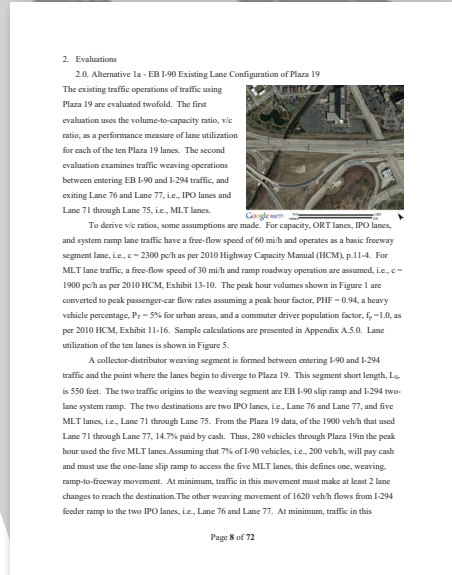 2. Evaluations
2.0. Alternative 1a - EB I-90 Existing Lane Configuration of Plaza 19
The existing traffic operations of traffic using
Plaza 19 are evaluated twofold. The first
evaluation uses the volume-to-capacity ratio, v/c
ratio, as a performance measure of lane utilization
for each of the ten Plaza 19 lanes. The second
evaluation examines traffic weaving operations
between entering EB I-90 and I-294 traffic, and
exiting Lane 76 and Lane 77, i.e., IPO lanes and
Lane 71 through Lane 75, i.e., MLT lanes.
Google earth
To derive v/c ratios, some assumptions are made. For capacity, ORT lanes, IPO lanes,
and system ramp lane traffic have a free-flow speed of 60 mi/h and operates as a basic freeway
segment lane, i.e., c = 2300 pc/h as per 2010 Highway Capacity Manual (HCM), p.11-4. For
MLT lane traffic, a free-flow speed of 30 mi/h and ramp roadway operation are assumed, i.e., c =
1900 pc/h as per 2010 HCM, Exhibit 13-10. The peak hour volumes shown in Figure 1 are
converted to peak passenger-car flow rates assuming a peak hour factor, PHF = 0.94, a heavy
vehicle percentage, P_T = 5% for urban areas, and a commuter driver population factor, f_p =1.0, as
per 2010 HCM, Exhibit 11-16. Sample calculations are presented in Appendix A.5.0. Lane
utilization of the ten lanes is shown in Figure 5.
A collector-distributor weaving segment is formed between entering I-90 and I-294
traffic and the point where the lanes begin to diverge to Plaza 19. This segment short length, L_S,
is 550 feet. The two traffic origins to the weaving segment are EB I-90 slip ramp and I-294 two-
lane system ramp. The two destinations are two IPO lanes, i.e., Lane 76 and Lane 77, and five
MLT lanes, i.e., Lane 71 through Lane 75. From the Plaza 19 data, of the 1900 veh/h that used
Lane 71 through Lane 77, 14.7% paid by cash. Thus, 280 vehicles through Plaza 19in the peak
hour used the five MLT lanes.Assuming that 7% of I-90 vehicles, i.e., 200 veh/h, will pay cash
and must use the one-lane slip ramp to access the five MLT lanes, this defines one, weaving,
ramp-to-freeway movement. At minimum, traffic in this movement must make at least 2 lane
changes to reach the destination.The other weaving movement of 1620 veh/h flows from I-294
feeder ramp to the two IPO lanes, i.e., Lane 76 and Lane 77. At minimum, traffic in this
Page 8 of 72